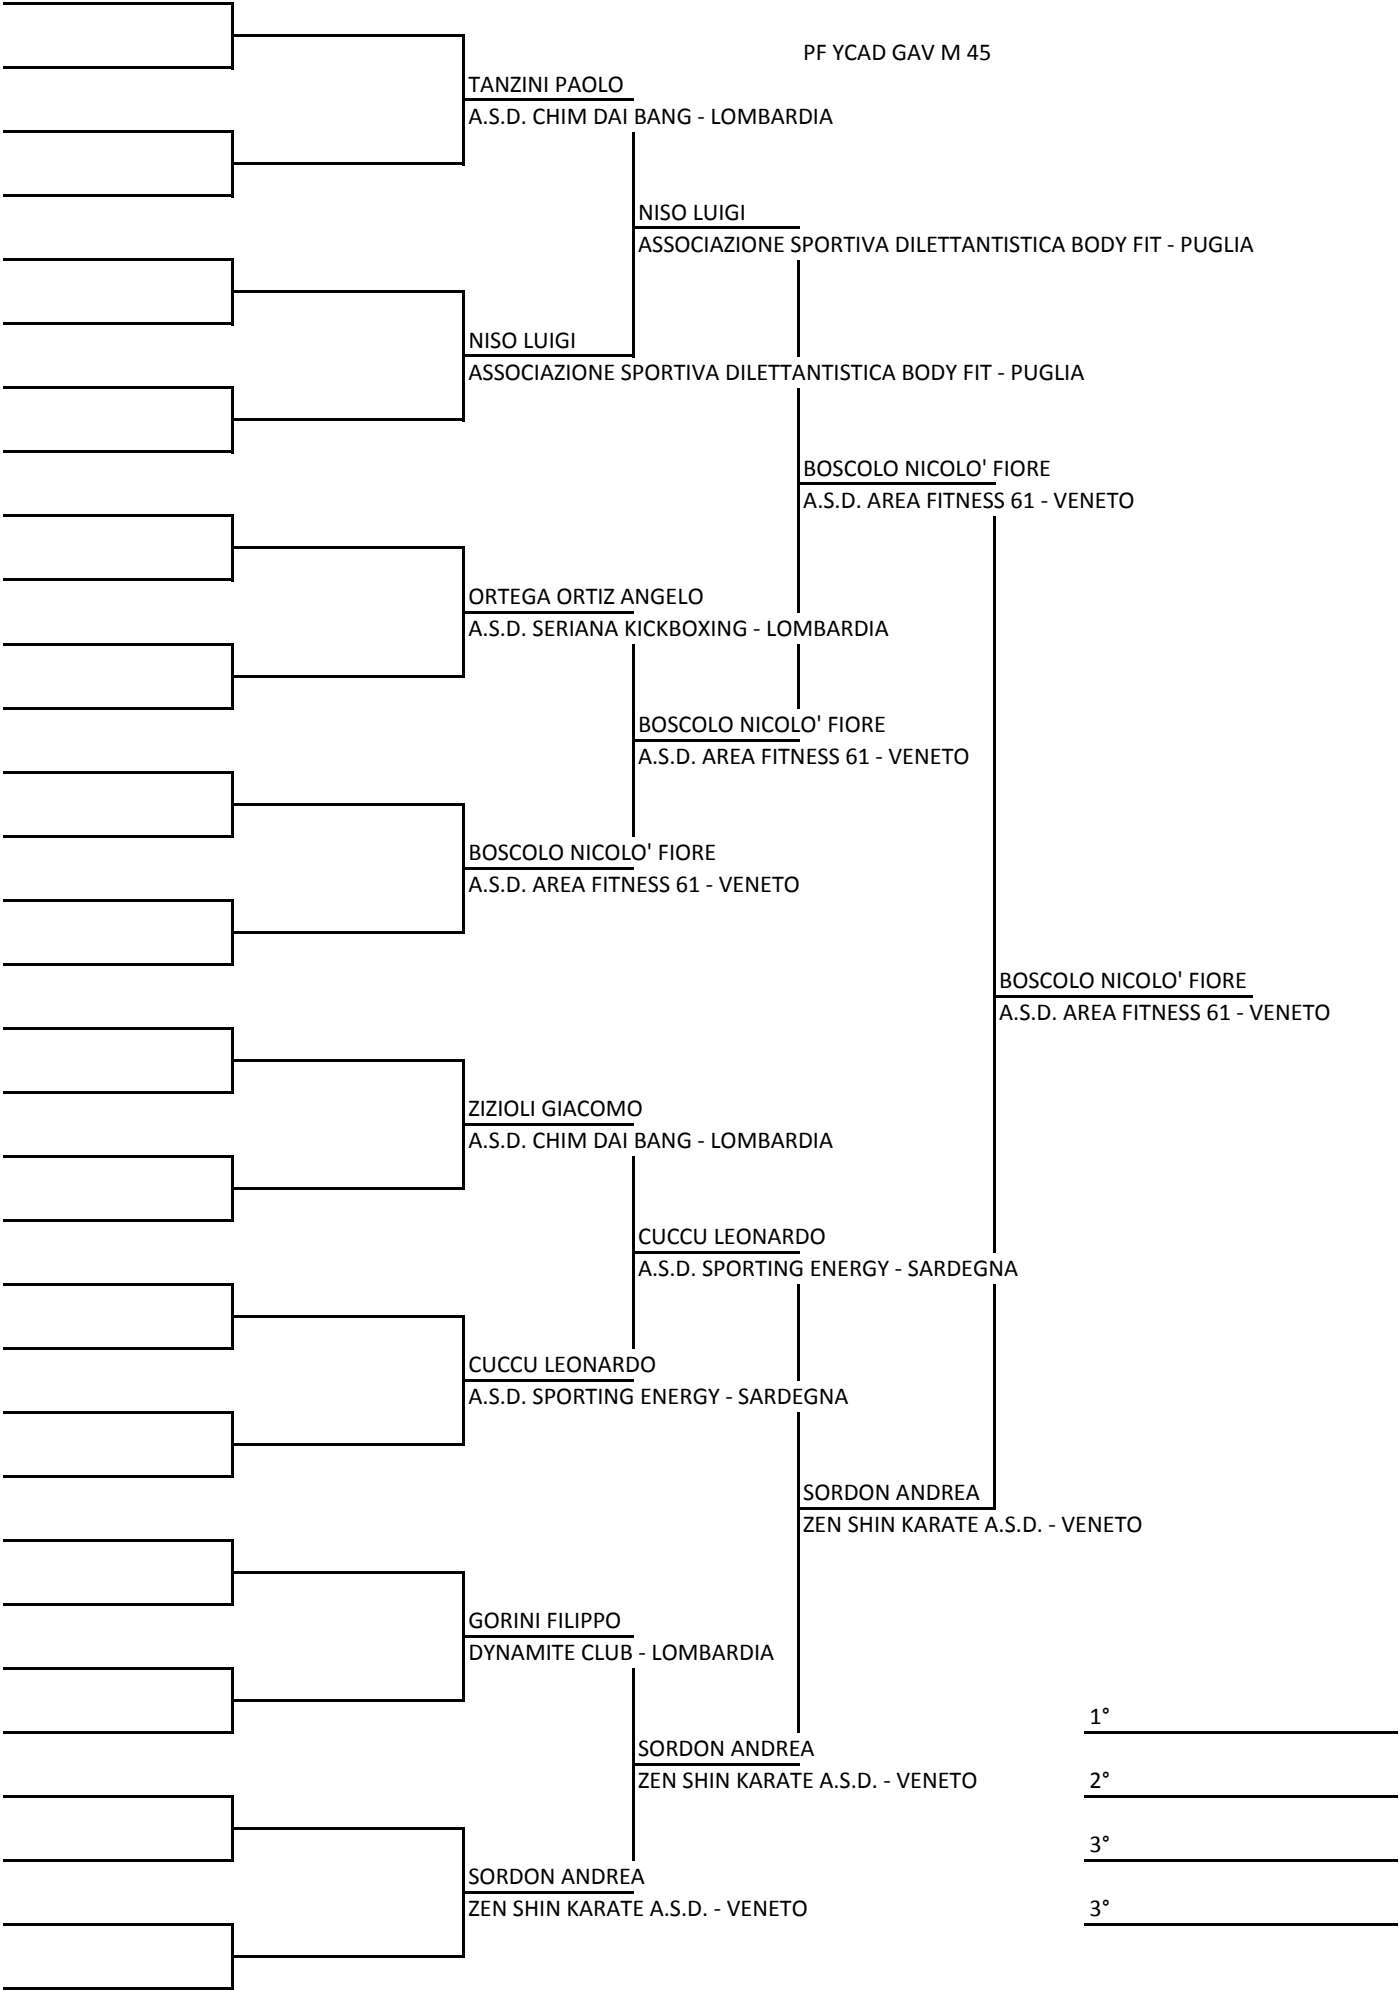 PF YCAD GAV M 45
TANZINI PAOLO
A.S.D. CHIM DAI BANG - LOMBARDIA
NISO LUIGI
ASSOCIAZIONE SPORTIVA DILETTANTISTICA BODY FIT - PUGLIA
NISO LUIGI
ASSOCIAZIONE SPORTIVA DILETTANTISTICA BODY FIT - PUGLIA
BOSCOLO NICOLO' FIORE
A.S.D. AREA FITNESS 61 - VENETO
ORTEGA ORTIZ ANGELO
A.S.D. SERIANA KICKBOXING - LOMBARDIA
BOSCOLO NICOLO' FIORE
A.S.D. AREA FITNESS 61 - VENETO
BOSCOLO NICOLO' FIORE
A.S.D. AREA FITNESS 61 - VENETO
BOSCOLO NICOLO' FIORE
A.S.D. AREA FITNESS 61 - VENETO
ZIZIOLI GIACOMO
A.S.D. CHIM DAI BANG - LOMBARDIA
CUCCU LEONARDO
A.S.D. SPORTING ENERGY - SARDEGNA
CUCCU LEONARDO
A.S.D. SPORTING ENERGY - SARDEGNA
SORDON ANDREA
ZEN SHIN KARATE A.S.D. - VENETO
GORINI FILIPPO
DYNAMITE CLUB - LOMBARDIA
1°
SORDON ANDREA
ZEN SHIN KARATE A.S.D. - VENETO
2°
3°
SORDON ANDREA
ZEN SHIN KARATE A.S.D. - VENETO
3°